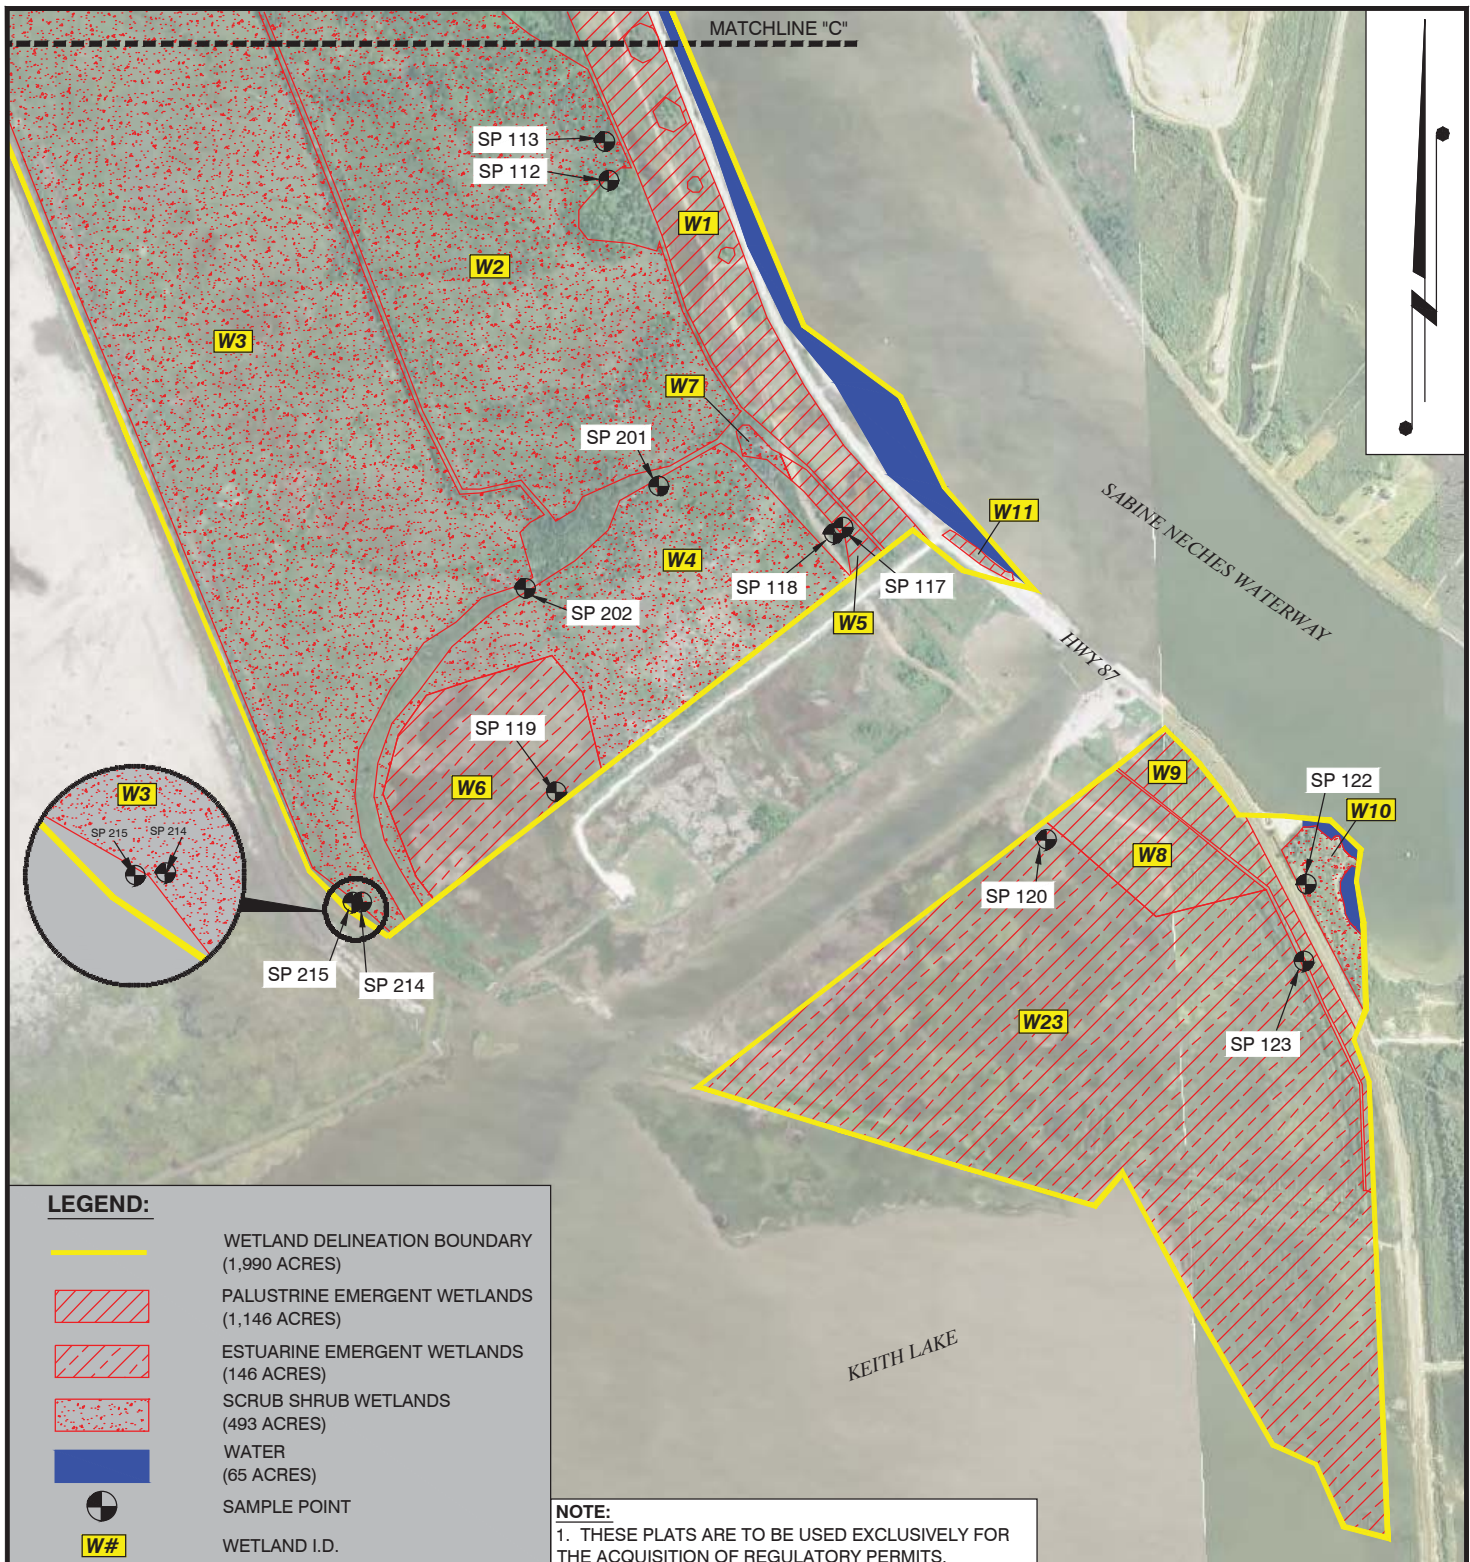 MATCHLINE "C"
SP 113
SP 112
W1
W2
W3
W7
SP 201
W11
SABINE NECHES WATERWAY
W4
SP 118
SP 117
SP 202
W5
HWY 87
SP 119
W9
SP 122
W6
W10
W3
SP 215
SP 214
W8
SP 120
SP 215
SP 214
W23
SP 123
KEITH LAKE
LEGEND:
WETLAND DELINEATION BOUNDARY
(1,990 ACRES)
PALUSTRINE EMERGENT WETLANDS
(1,146 ACRES)
ESTUARINE EMERGENT WETLANDS
(146 ACRES)
SCRUB SHRUB WETLANDS
(493 ACRES)
WATER
(65 ACRES)
SAMPLE POINT
W#
WETLAND I.D.
NOTE:
1. THESE PLATS ARE TO BE USED EXCLUSIVELY FOR
THE ACQUISITION OF REGULATORY PERMITS.